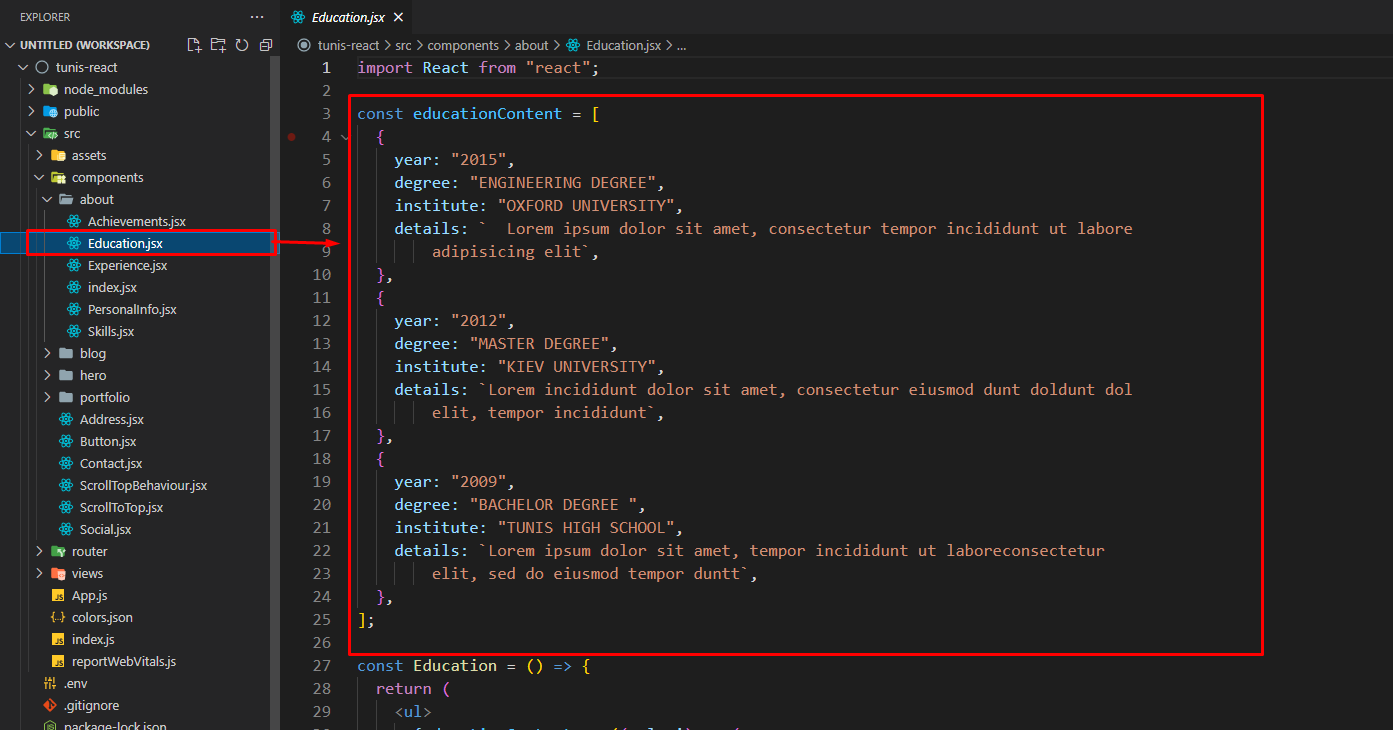 EXPLORER
UNTITLED (WORKSPACE)
tunis-react
node_modules
public
src
assets
components
about
Achievements.jsx
Education.jsx
Experience.jsx
index.jsx
PersonalInfo.jsx
Skills.jsx
blog
hero
portfolio
Address.jsx
Button.jsx
Contact.jsx
ScrollTopBehaviour.jsx
ScrollToTop.jsx
Social.jsx
router
views
App.js
colors.json
index.js
reportWebVitals.js
.env
.gitignore
package-lock.json
Education.jsx
tunis-react > src > components > about > Education.jsx > ...
1 import React from "react";
2
3 const educationContent = [
4 {
5 year: "2015",
6 degree: "ENGINEERING DEGREE",
7 institute: "OXFORD UNIVERSITY",
8 details: `  Lorem ipsum dolor sit amet, consectetur tempor incididunt ut labore
9 adipisicing elit`,
10 },
11 {
12 year: "2012",
13 degree: "MASTER DEGREE",
14 institute: "KIEV UNIVERSITY",
15 details: `Lorem incididunt dolor sit amet, consectetur eiusmod dunt doldunt dol
16 elit, tempor incididunt`,
17 },
18 {
19 year: "2009",
20 degree: "BACHELOR DEGREE ",
21 institute: "TUNIS HIGH SCHOOL",
22 details: `Lorem ipsum dolor sit amet, tempor incididunt ut laboreconsectetur
23 elit, sed do eiusmod tempor duntt`,
24 },
25 ];
26
27 const Education = () => {
28 return (
29 <ul>